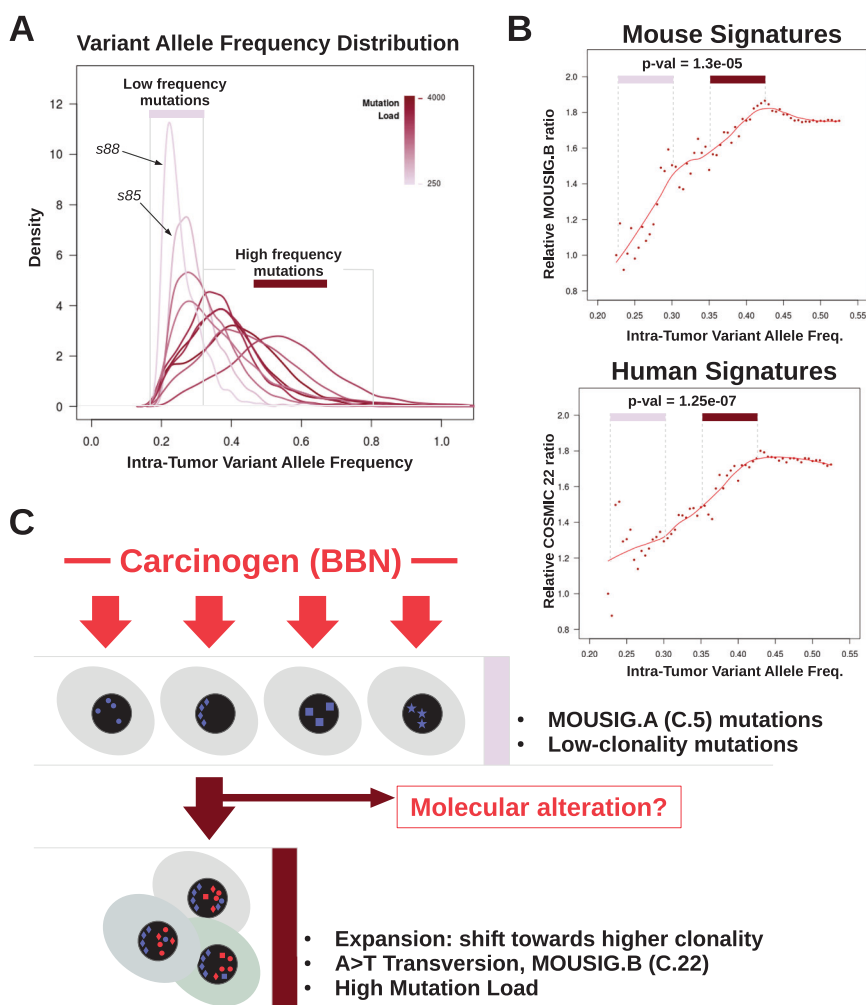 A
Variant Allele Frequency Distribution
Low frequency
mutations
Mutation
Load
4000
250
s88
s85
High frequency
mutations
Density
12
10
8
6
4
2
0
0.0 0.2 0.4 0.6 0.8 1.0
Intra-Tumor Variant Allele Frequency
B
Mouse Signatures
p-val = 1.3e-05
Relative MOUSIG.B ratio
2.0
1.8
1.6
1.4
1.2
1.0
0.8
0.20 0.25 0.30 0.35 0.40 0.45 0.50 0.55
Intra-Tumor Variant Allele Freq.
Human Signatures
p-val = 1.25e-07
Relative COSMIC 22 ratio
2.0
1.8
1.6
1.4
1.2
1.0
0.8
0.20 0.25 0.30 0.35 0.40 0.45 0.50 0.55
Intra-Tumor Variant Allele Freq.
C
Carcinogen (BBN)
• MOUSIG.A (C.5) mutations
• Low-clonality mutations
Molecular alteration?
• Expansion: shift towards higher clonality
• A>T Transversion, MOUSIG.B (C.22)
• High Mutation Load